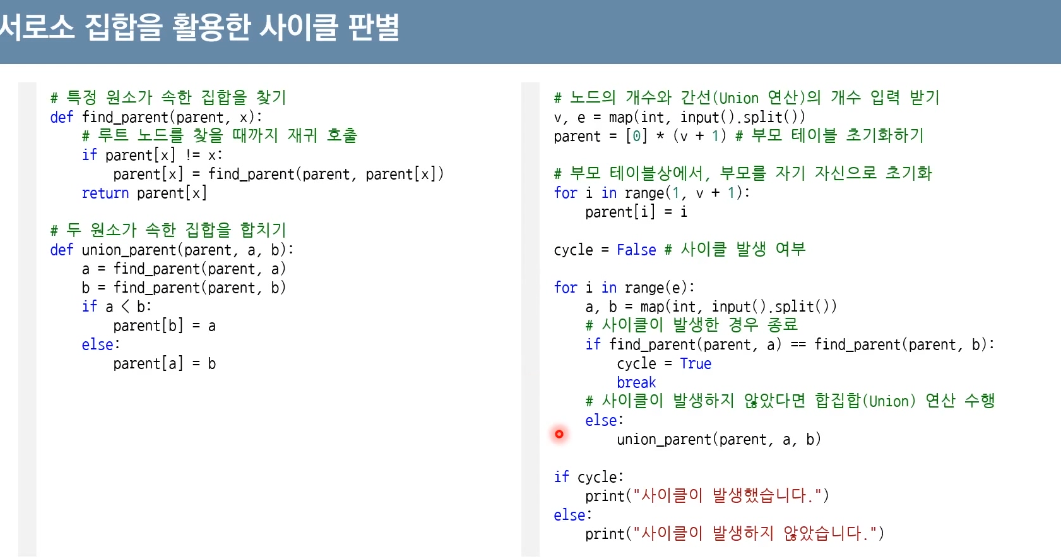 서로소 집합을 활용한 사이클 판별
# 특정 원소가 속한 집합을 찾기
def find_parent(parent, x):
    # 루트 노드를 찾을 때까지 재귀 호출
    if parent[x] != x:
        parent[x] = find_parent(parent, parent[x])
    return parent[x]

# 두 원소가 속한 집합을 합치기
def union_parent(parent, a, b):
    a = find_parent(parent, a)
    b = find_parent(parent, b)
    if a < b:
        parent[b] = a
    else:
        parent[a] = b

# 노드의 개수와 간선(Union 연산)의 개수 입력 받기
v, e = map(int, input().split())
parent = [0] * (v + 1) # 부모 테이블 초기화하기

# 부모 테이블상에서, 부모를 자기 자신으로 초기화
for i in range(1, v + 1):
    parent[i] = i

cycle = False # 사이클 발생 여부

for i in range(e):
    a, b = map(int, input().split())
    # 사이클이 발생한 경우 종료
    if find_parent(parent, a) == find_parent(parent, b):
        cycle = True
        break
    # 사이클이 발생하지 않았다면 합집합(Union) 연산 수행
    else:
        union_parent(parent, a, b)

if cycle:
    print("사이클이 발생했습니다.")
else:
    print("사이클이 발생하지 않았습니다.")